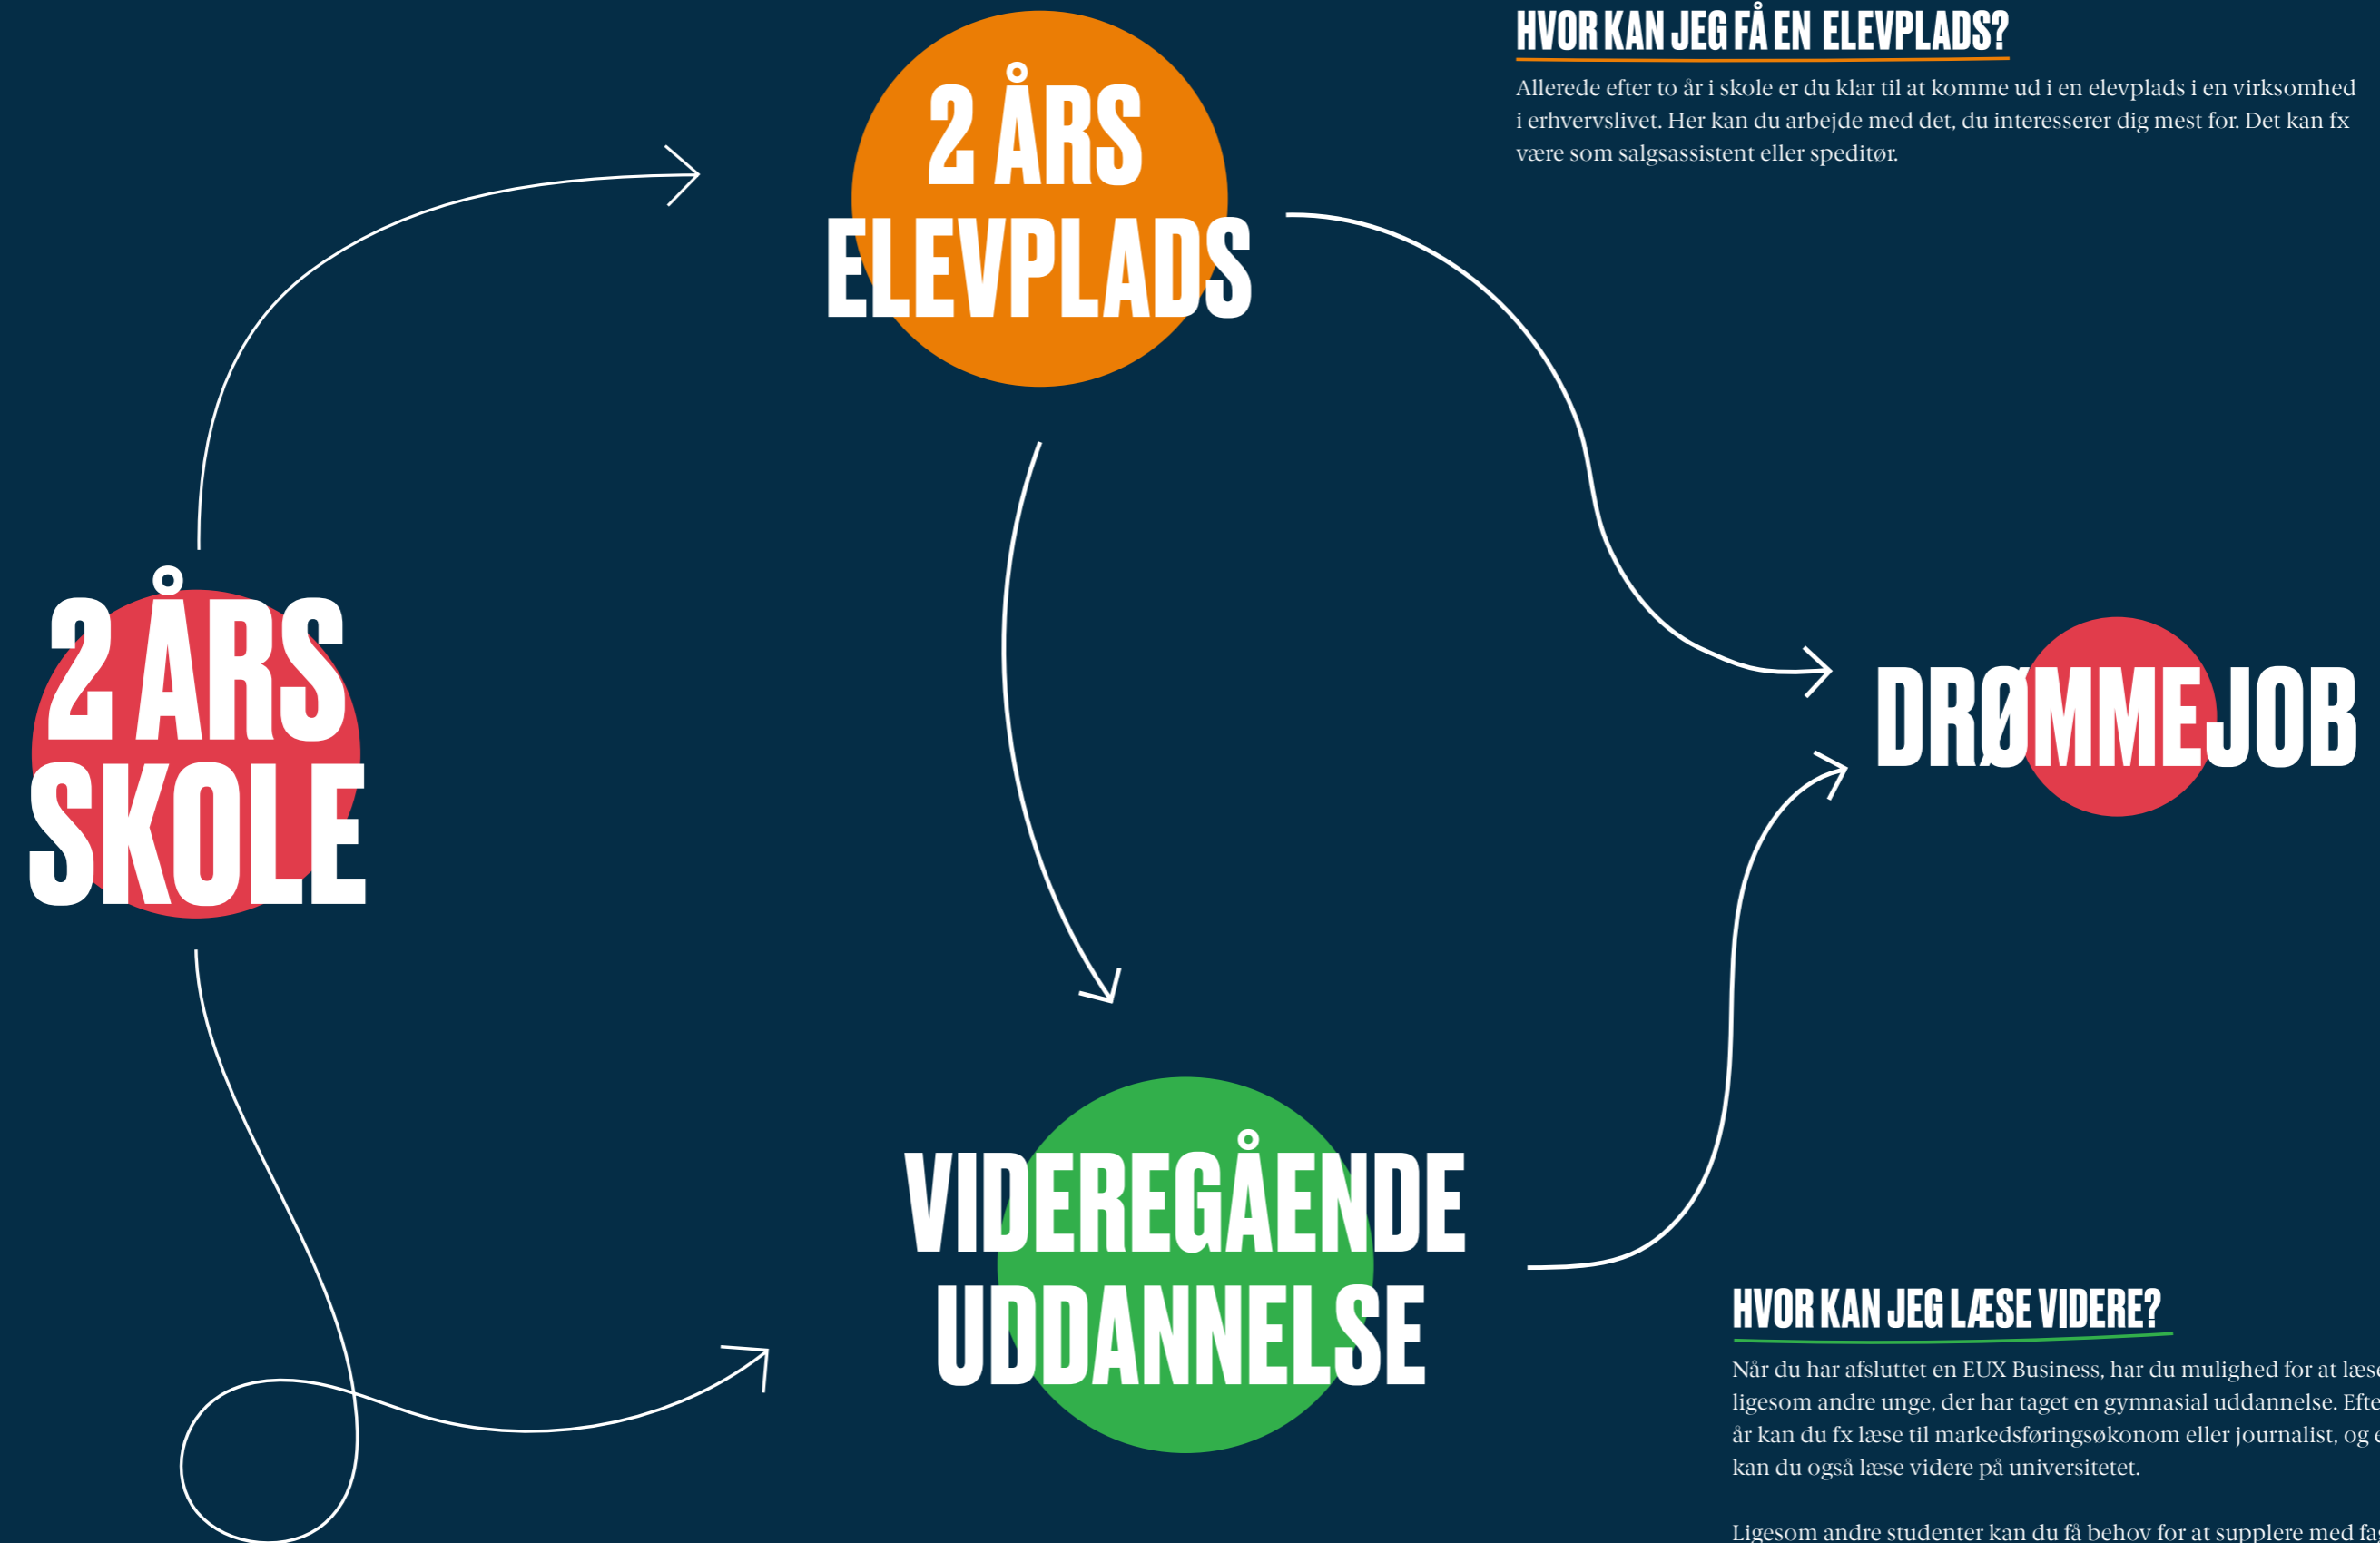 HVOR KAN JEG FÅ EN ELEVPLADS?
Allerede efter to år i skole er du klar til at komme ud i en elevplads i en virksomhed
i erhvervslivet. Her kan du arbejde med det, du interesserer dig mest for. Det kan fx
være som salgsassistent eller speditør.
2 ÅRS
ELEVPLADS
2 ÅRS
SKOLE
DRØMMEJOB
VIDEREGÅENDE
UDDANNELSE
HVOR KAN JEG LÆSE VIDERE?
Når du har afsluttet en EUX Business, har du mulighed for at læse
ligesom andre unge, der har taget en gymnasial uddannelse. Efte
år kan du fx læse til markedsføringsøkonom eller journalist, og e
kan du også læse videre på universitetet.
Ligesom andre studenter kan du få behov for at supplere med fag